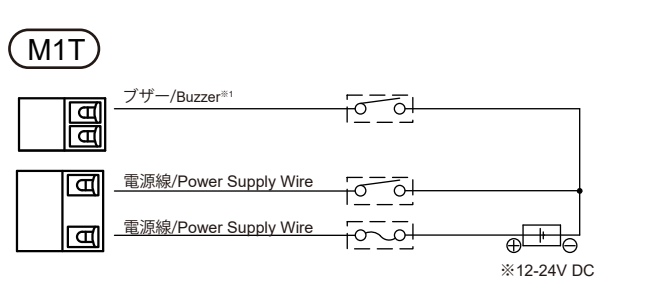 M1T
ブザー/Buzzer※1
電源線/Power Supply Wire
電源線/Power Supply Wire
⊕ ⊖
※12-24V DC